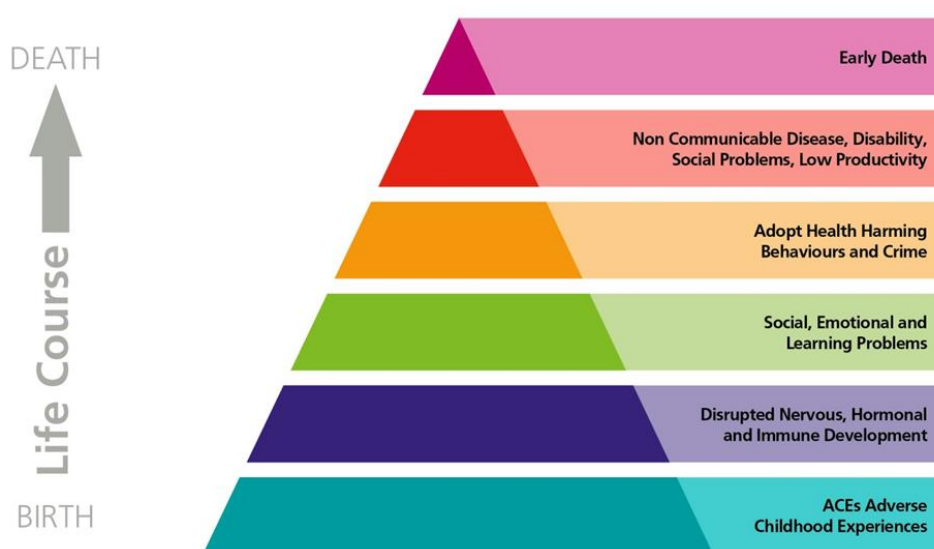 DEATH
Early Death
Non Communicable Disease, Disability,
Social Problems, Low Productivity
Adopt Health Harming
Behaviours and Crime
Life Course
Social, Emotional and
Learning Problems
Disrupted Nervous, Hormonal
and Immune Development
BIRTH
ACEs Adverse
Childhood Experiences